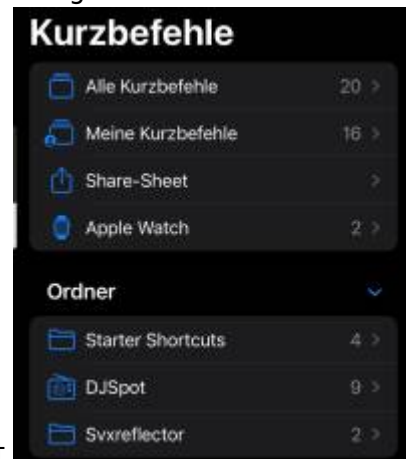 Kurzbefehle
Alle Kurzbefehle 20 >
Meine Kurzbefehle 16 >
Share-Sheet >
Apple Watch 2 >
Ordner
Starter Shortcuts 4 >
DJSpot 9 >
Svxreflector 2 >